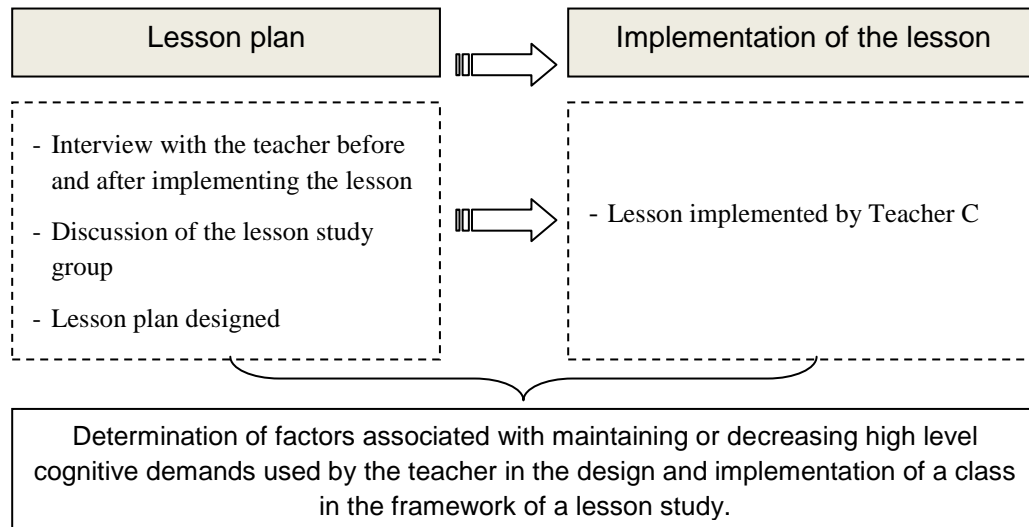 Lesson plan
Implementation of the lesson
- Interview with the teacher before
and after implementing the lesson
- Discussion of the lesson study
group
- Lesson plan designed
- Lesson implemented by Teacher C
Determination of factors associated with maintaining or decreasing high level
cognitive demands used by the teacher in the design and implementation of a class
in the framework of a lesson study.